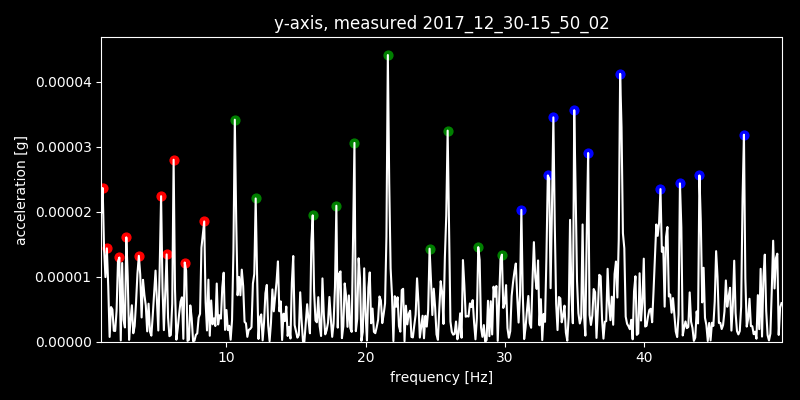 y-axis, measured 2017_12_30-15_50_02
0.00004
0.00003
0.00002
0.00001
0.00000
acceleration [g]
10 20 30 40
frequency [Hz]